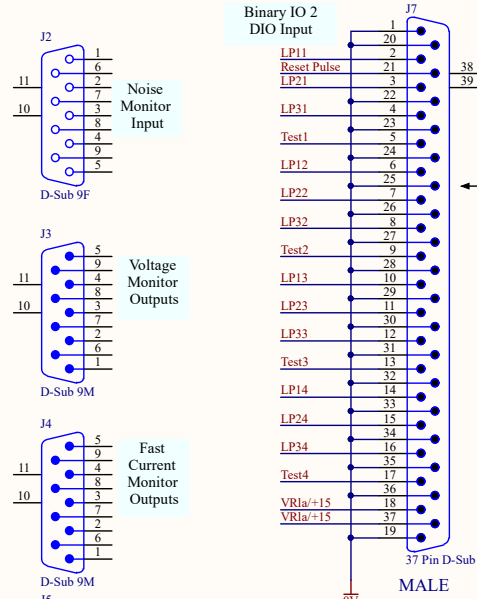 J2
1
6
2
7
3
8
4
9
5
11
10
Noise
Monitor
Input
D-Sub 9F
J3
5
9
4
8
3
7
2
6
1
11
10
Voltage
Monitor
Outputs
D-Sub 9M
J4
5
9
4
8
3
7
2
6
1
11
10
Fast
Current
Monitor
Outputs
D-Sub 9M
Binary IO 2
DIO Input
J7
1
20
LP11 2
Reset Pulse 21
LP21 3
22
LP31 4
23
Test1 5
24
LP12 6
25
LP22 7
26
LP32 8
27
Test2 9
28
LP13 10
29
LP23 11
30
LP33 12
31
Test3 13
32
LP14 14
33
LP24 15
34
LP34 16
35
Test4 17
36
VRla/+15 18
VRla/+15 37
19
38
39
37 Pin D-Sub
MALE